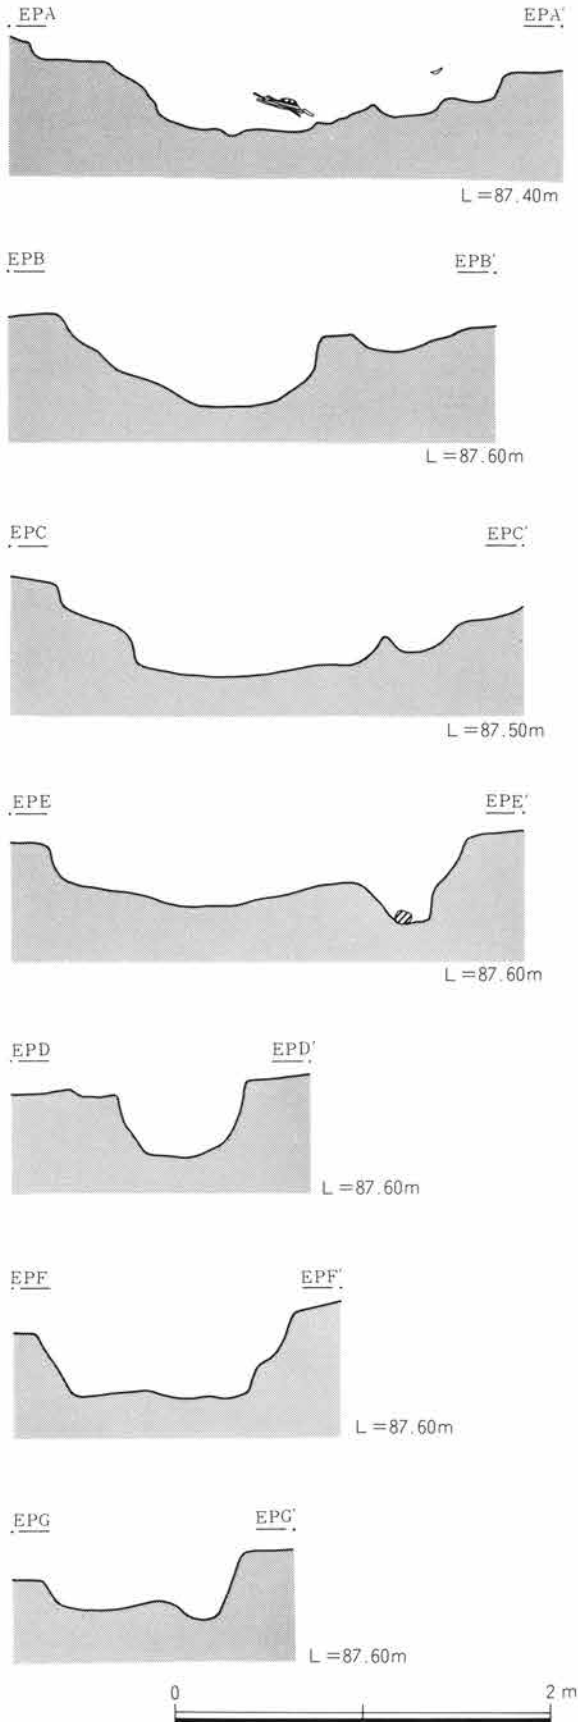 EPA EPA'
L=87.40m
EPB EPB'
L=87.60m
EPC EPC'
L=87.50m
EPE EPE'
L=87.60m
EPD EPD'
L=87.60m
EPF EPF'
L=87.60m
EPG EPG'
L=87.60m
0 2 m